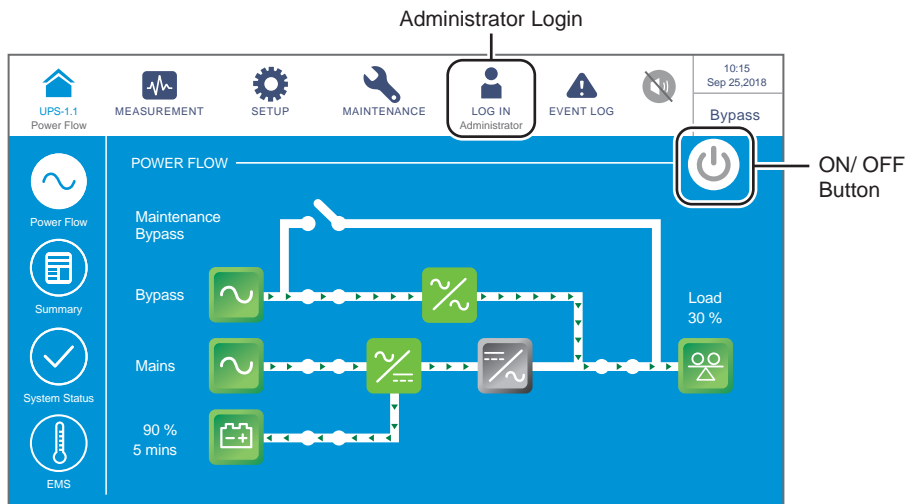 Administrator Login
UPS-1.1
Power Flow
MEASUREMENT
SETUP
MAINTENANCE
LOG IN
Administrator
EVENT LOG
10:15
Sep 25,2018
Bypass
ON/ OFF
Button
POWER FLOW
Power Flow
Summary
System Status
EMS
Maintenance
Bypass
Bypass
Load
30 %
Mains
90 %
5 mins